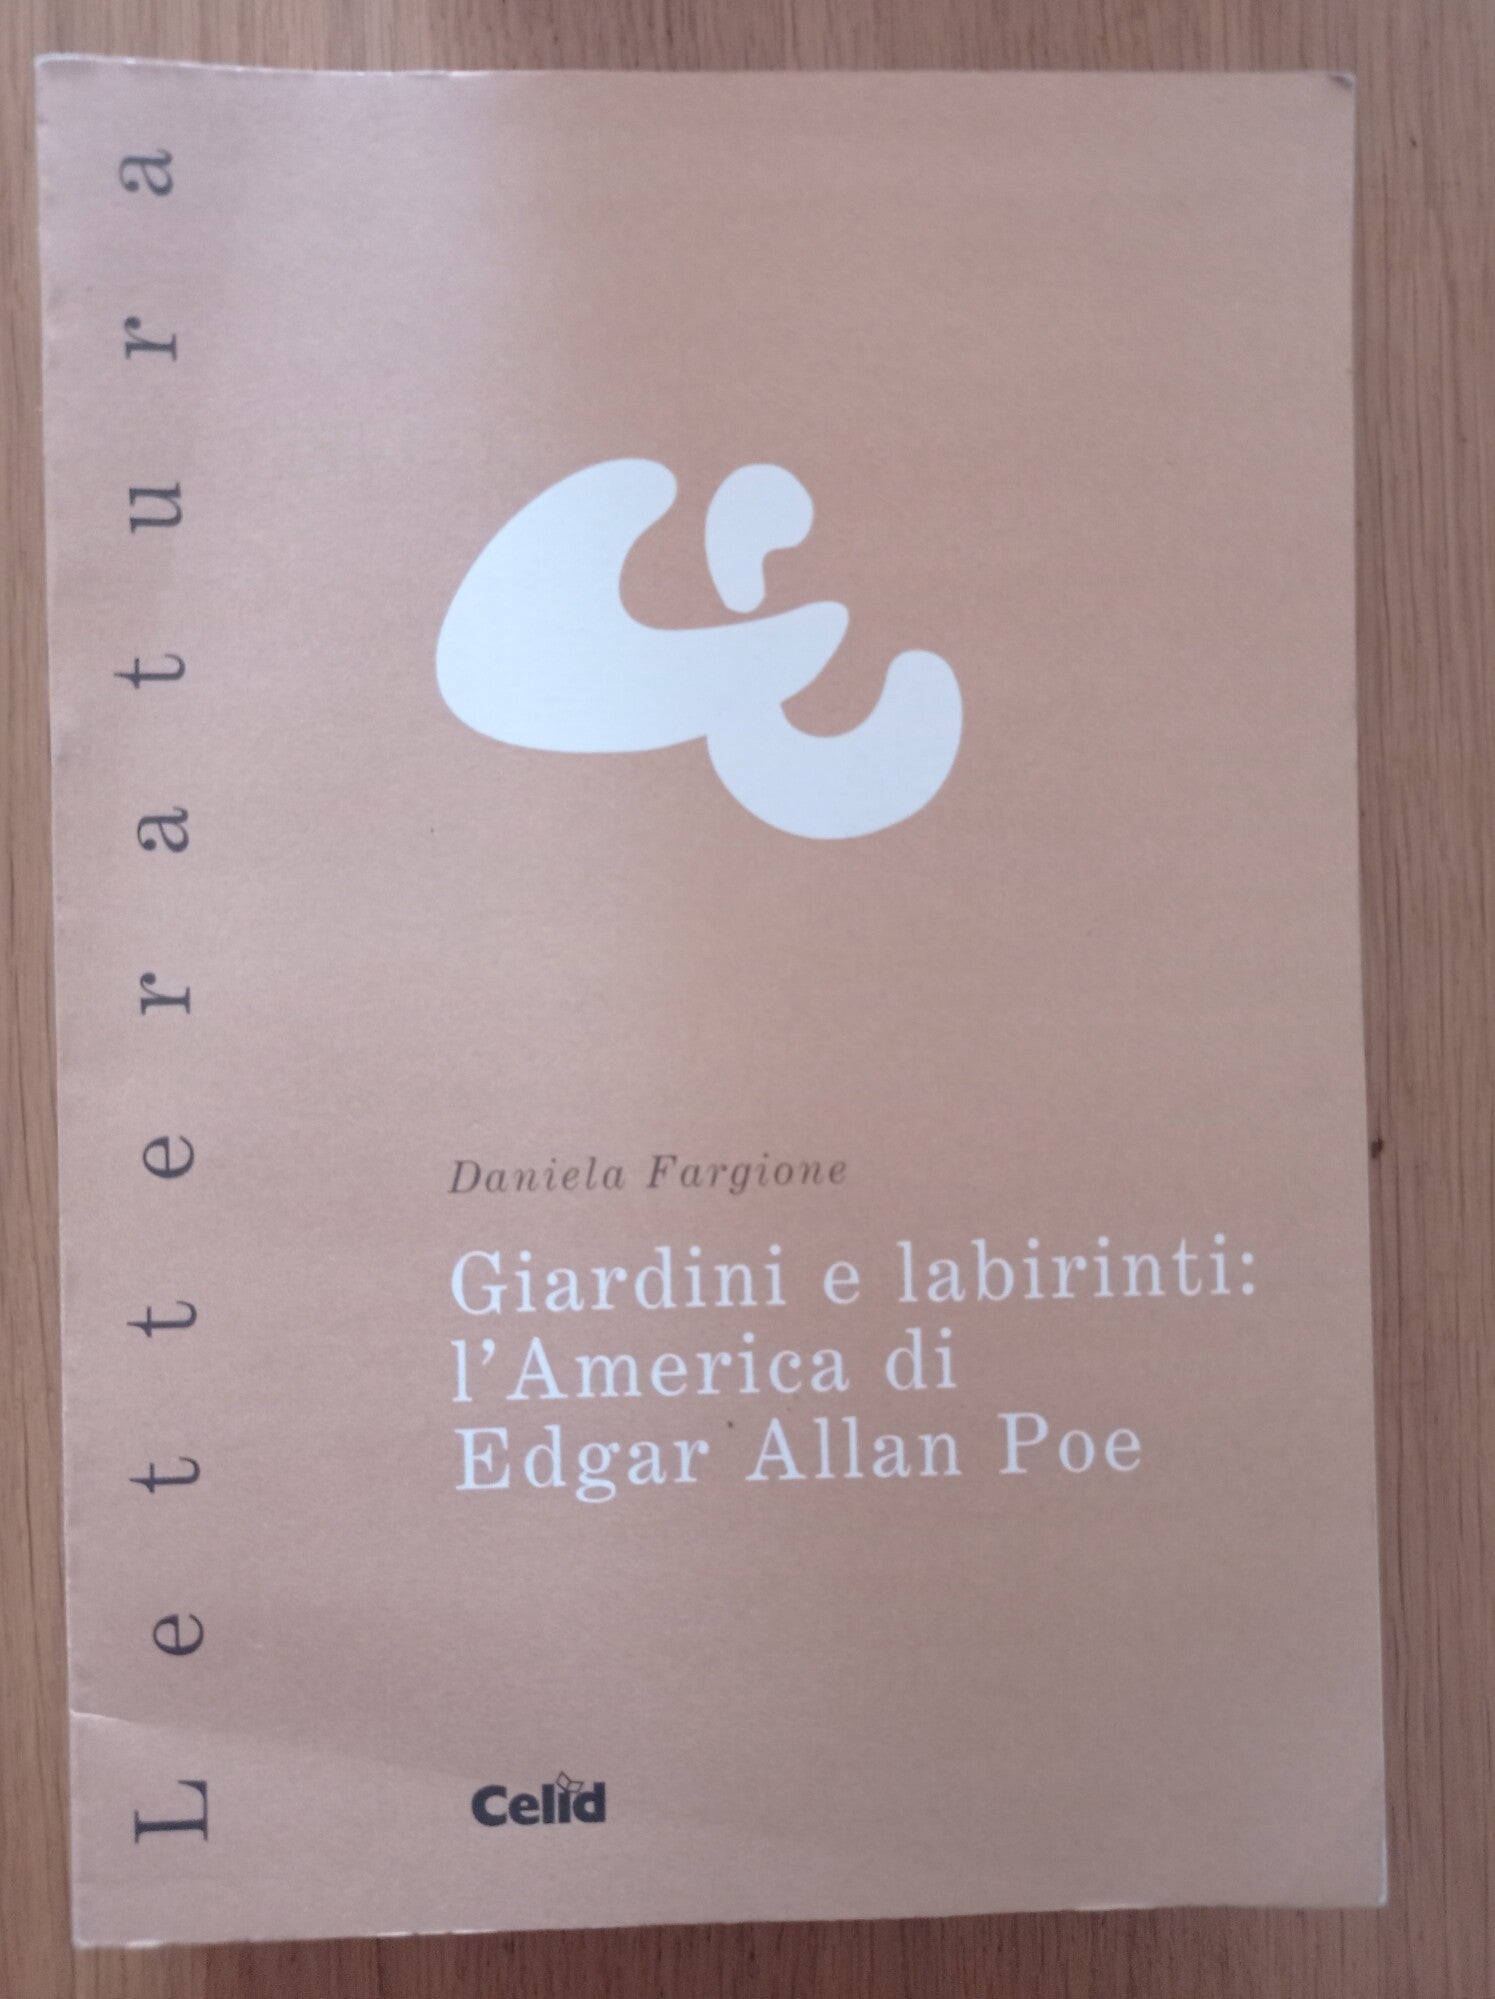 Letteratura
Daniela Fargione
Giardini e labirinti:
l'America di
Edgar Allan Poe
Celid